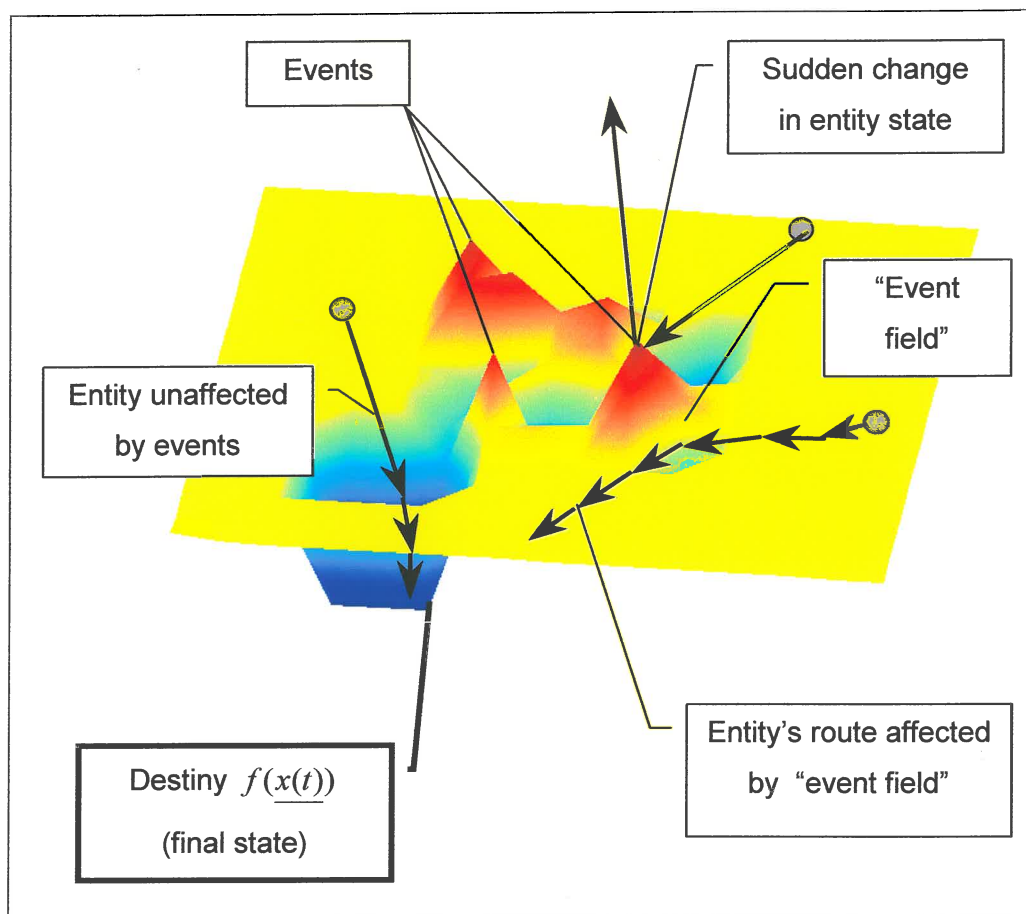 Events
Sudden change
in entity state
“Event
field”
Entity unaffected
by events
Entity’s route affected
by “event field”
Destiny f(x(t))
(final state)